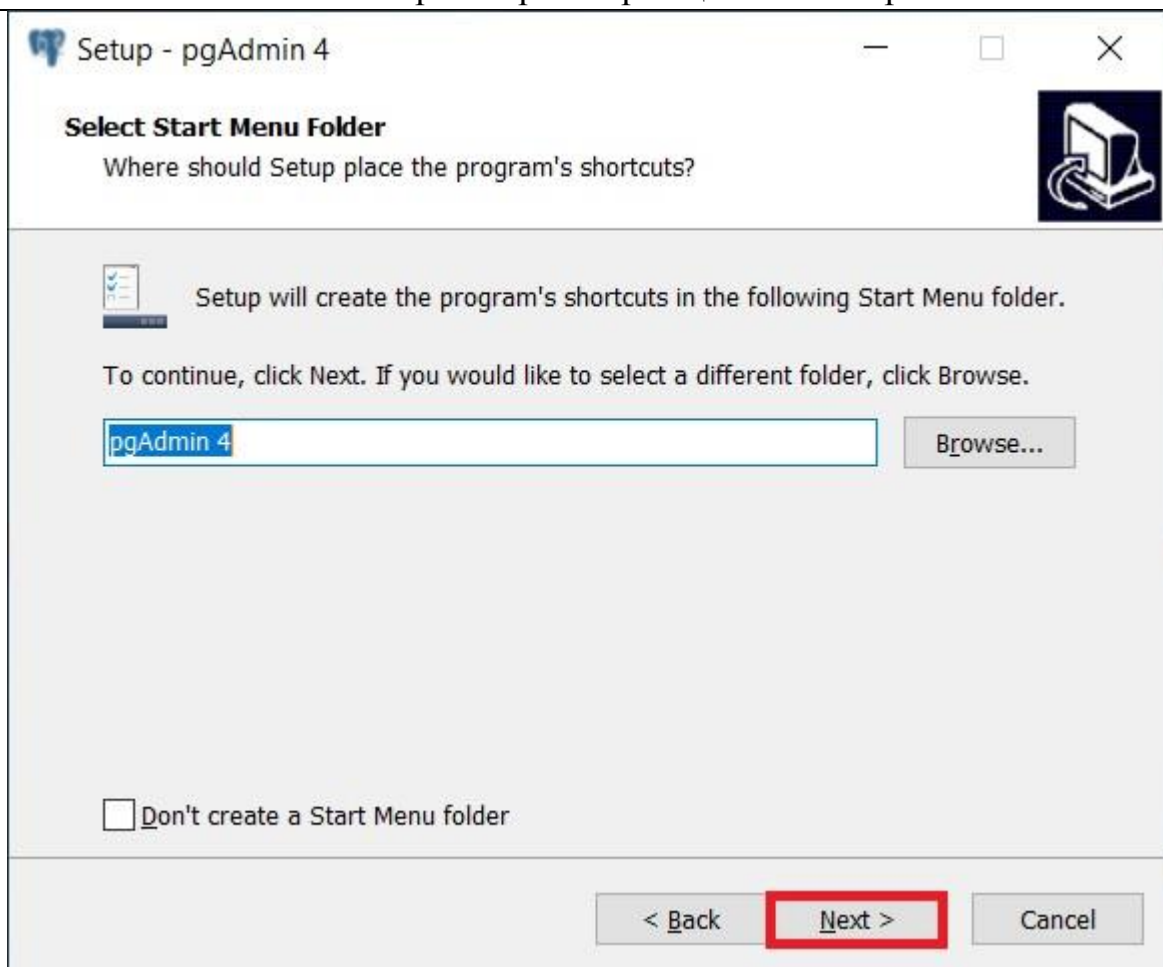 Setup - pgAdmin 4
Select Start Menu Folder
Where should Setup place the program's shortcuts?
Setup will create the program's shortcuts in the following Start Menu folder.
To continue, click Next. If you would like to select a different folder, click Browse.
pgAdmin 4
Browse...
Don't create a Start Menu folder
< Back
Next >
Cancel